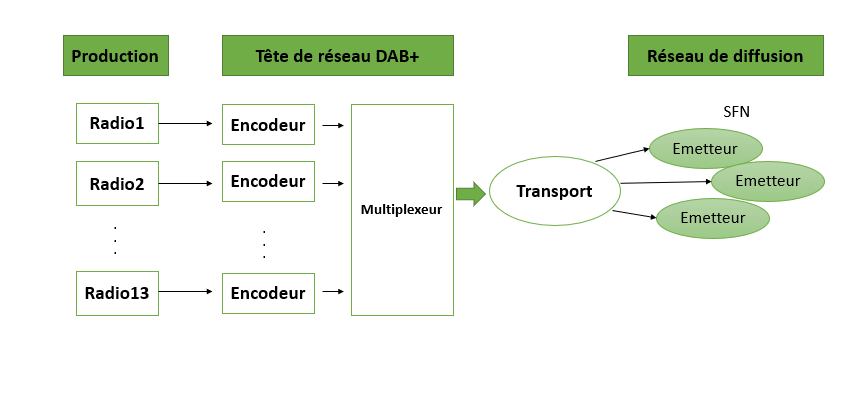 Production
Tête de réseau DAB+
Réseau de diffusion
SFN
Radio1
Encodeur
Emetteur
Radio2
Encodeur
Emetteur
Transport
Multiplexeur
Emetteur
Radio13
Encodeur